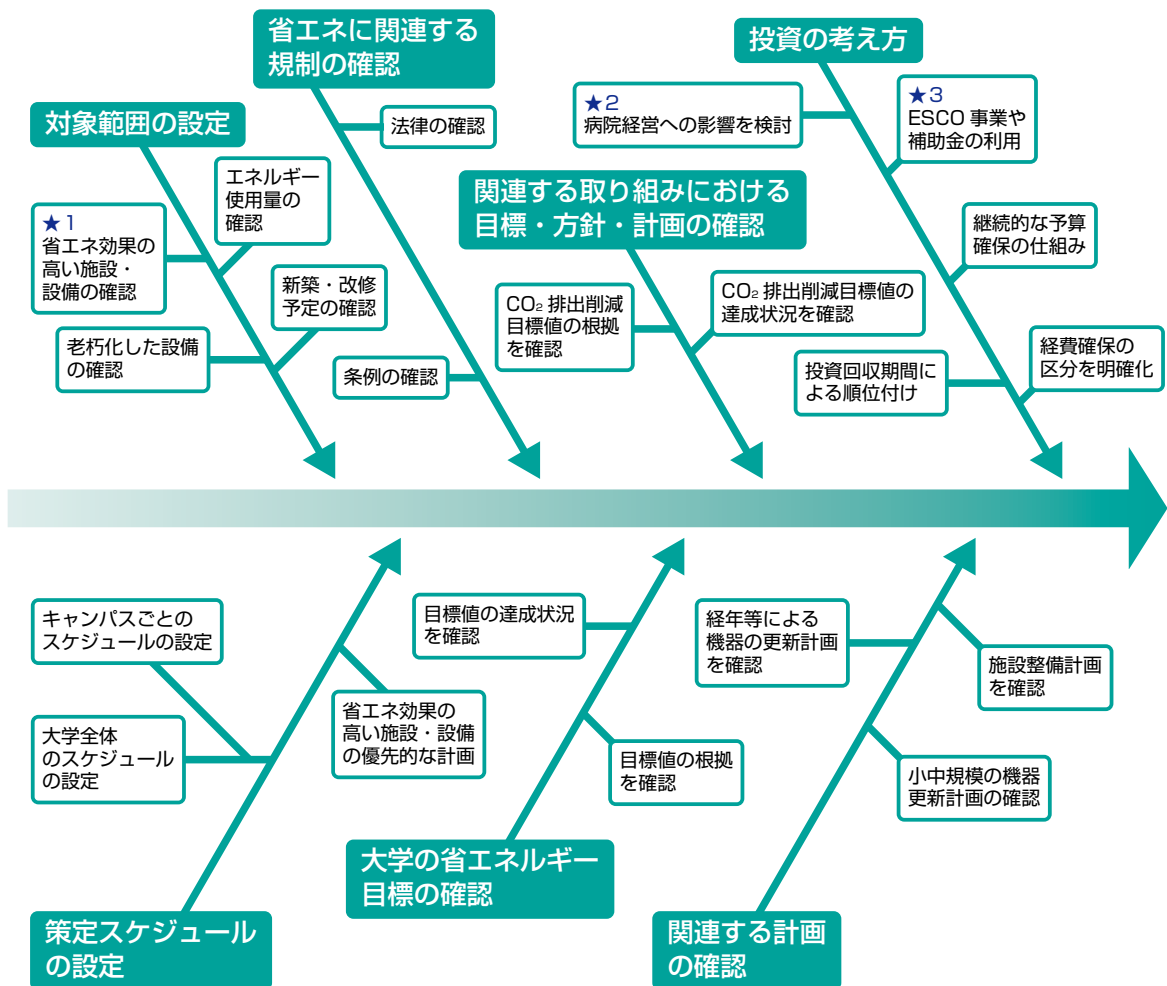 省エネに関連する
規制の確認
法律の確認
条例の確認
投資の考え方
★2
病院経営への影響を検討
★3
ESCO 事業や
補助金の利用
継続的な予算
確保の仕組み
投資回収期間に
よる順位付け
経費確保の
区分を明確化
対象範囲の設定
エネルギー
使用量の
確認
★1
省エネ効果の
高い施設・
設備の確認
新築・改修
予定の確認
老朽化した設備
の確認
関連する取り組みにおける
目標・方針・計画の確認
CO₂ 排出削減
目標値の根拠
を確認
CO₂ 排出削減目標値の
達成状況を確認
キャンパスごとの
スケジュールの設定
大学全体
のスケジュール
の設定
省エネ効果の
高い施設・設備
の優先的な計画
策定スケジュール
の設定
目標値の達成状況
を確認
目標値の根拠
を確認
大学の省エネルギー
目標の確認
経年等による
機器の更新計画
を確認
施設整備計画
を確認
小中規模の機器
更新計画の確認
関連する計画
の確認